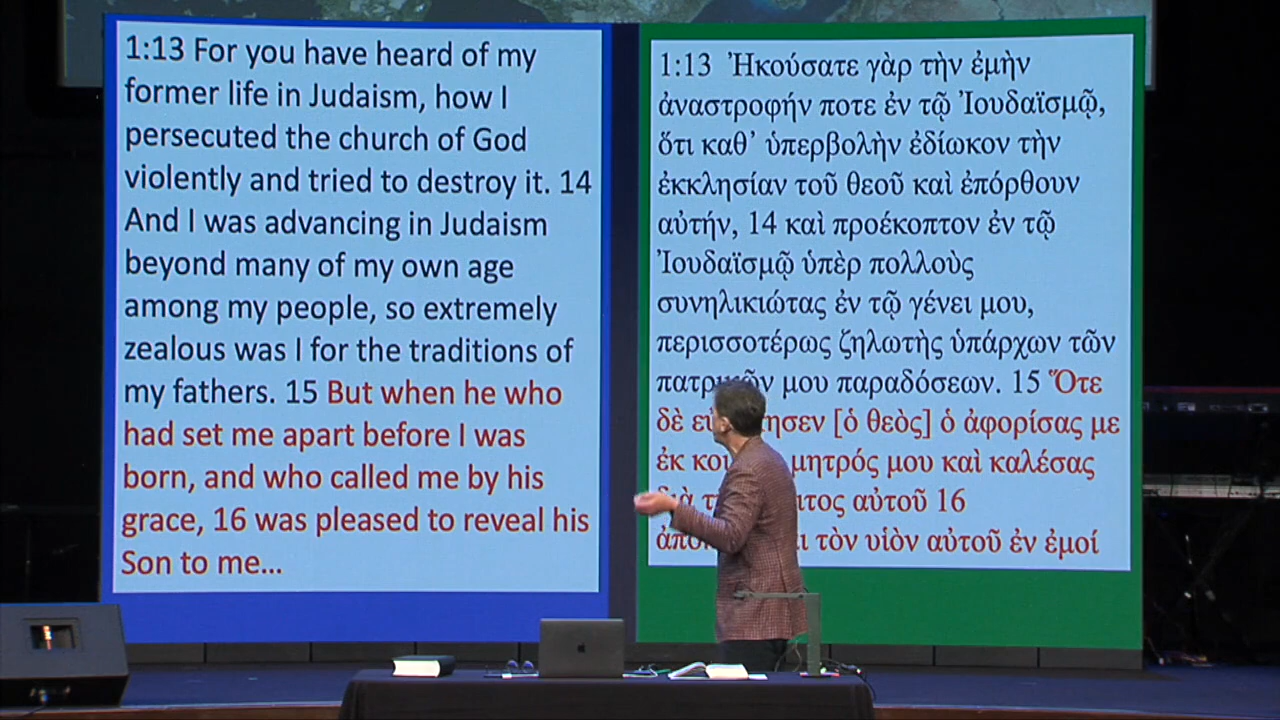 1:13 For you have heard of my
former life in Judaism, how I
persecuted the church of God
violently and tried to destroy it. 14
And I was advancing in Judaism
beyond many of my own age
among my people, so extremely
zealous was I for the traditions of
my fathers. 15 But when he who
had set me apart before I was
born, and who called me by his
grace, 16 was pleased to reveal his
Son to me...
1:13 Ἠκούσατε γὰρ τὴν ἐμὴν
ἀναστροφήν ποτε ἐν τῷ Ἰουδαϊσμῷ,
ὅτι καθ’ ὑπερβολὴν ἐδίωκον τὴν
ἐκκλησίαν τοῦ θεοῦ καὶ ἐπόρθουν
αὐτήν, 14 καὶ προέκοπτον ἐν τῷ
Ἰουδαϊσμῷ ὑπὲρ πολλοὺς
συνηλικιώτας ἐν τῷ γένει μου,
περισσοτέρως ζηλωτὴς ὑπάρχων τῶν
πατρικῶν μου παραδόσεων. 15 Ὅτε
δὲ [ὁ θεὸς] ὁ ἀφορίσας με
ἐκ μητρός μου καὶ καλέσας
αὐτοῦ 16
τὸν υἱὸν αὐτοῦ ἐν ἐμοί